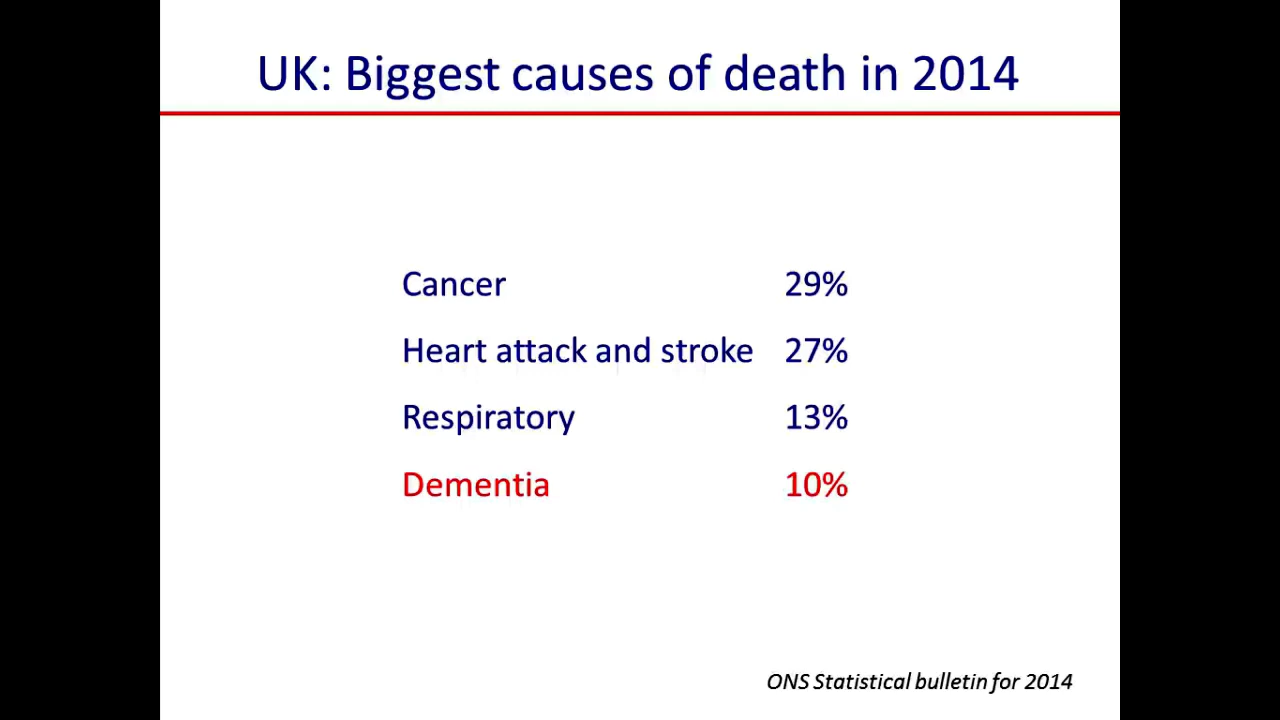 UK: Biggest causes of death in 2014
Cancer 29%
Heart attack and stroke 27%
Respiratory 13%
Dementia 10%
ONS Statistical bulletin for 2014